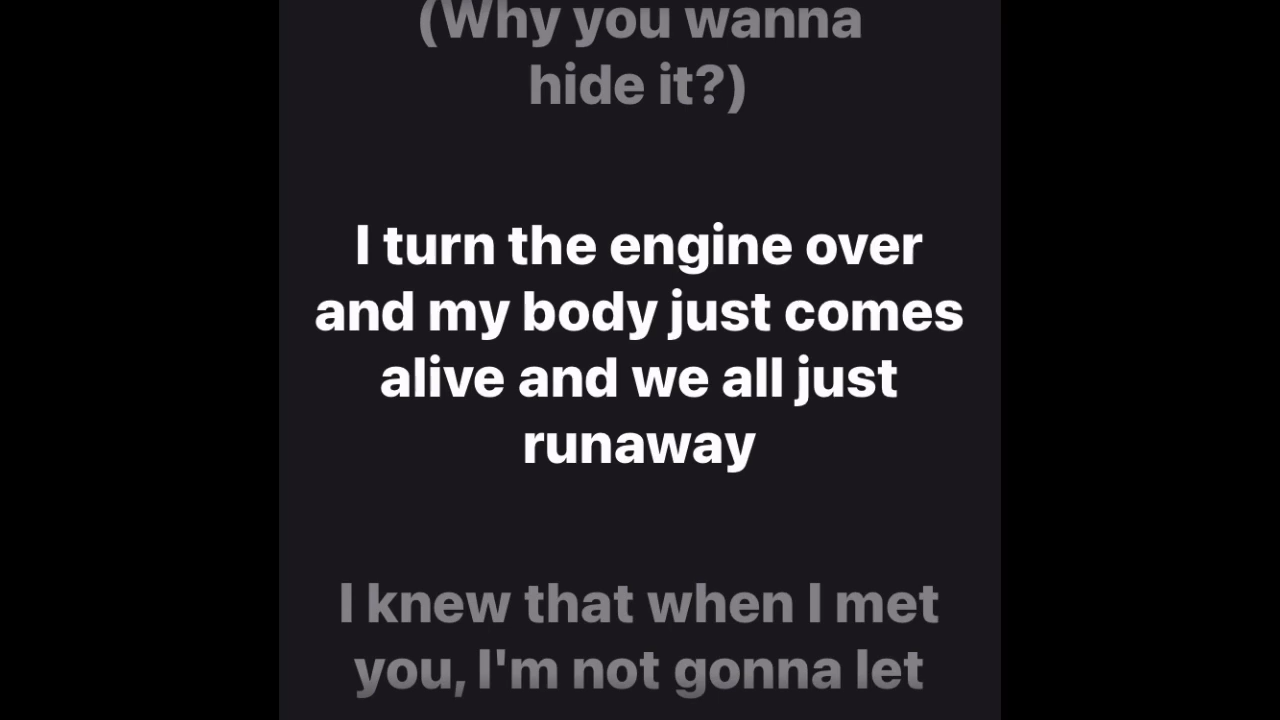 (Why you wanna
hide it?)
I turn the engine over
and my body just comes
alive and we all just
runaway
I knew that when I met
you, I'm not gonna let